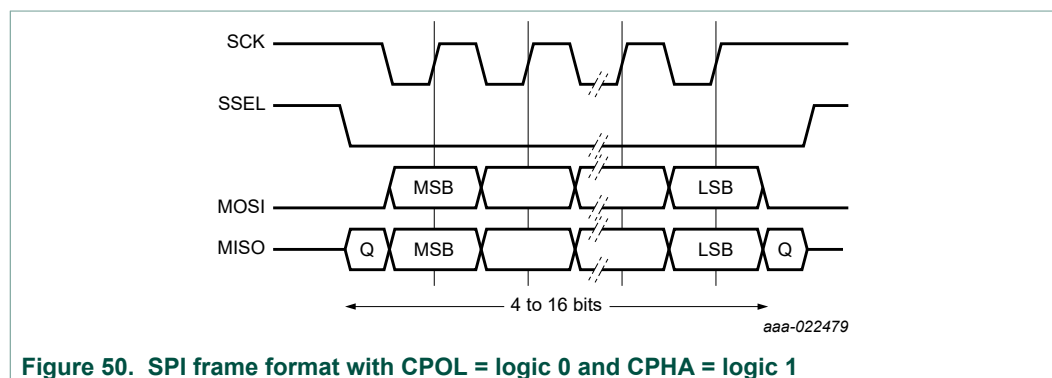 SCK
SSEL
MOSI
MSB
LSB
MISO
Q
MSB
LSB
Q
4 to 16 bits
aaa-022479
Figure 50. SPI frame format with CPOL = logic 0 and CPHA = logic 1